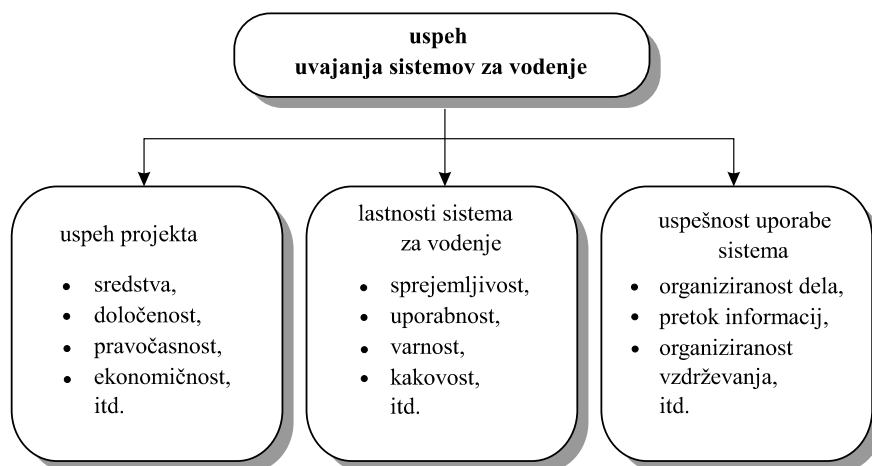 uspeh
uvajanja sistemov za vodenje
uspeh projekta
• sredstva,
• določenost,
• pravočasnost,
• ekonomičnost,
itd.
lastnosti sistema
za vodenje
• sprejemljivost,
• uporabnost,
• varnost,
• kakovost,
itd.
uspešnost uporabe
sistema
• organiziranost dela,
• pretok informacij,
• organiziranost
vzdrževanja,
itd.